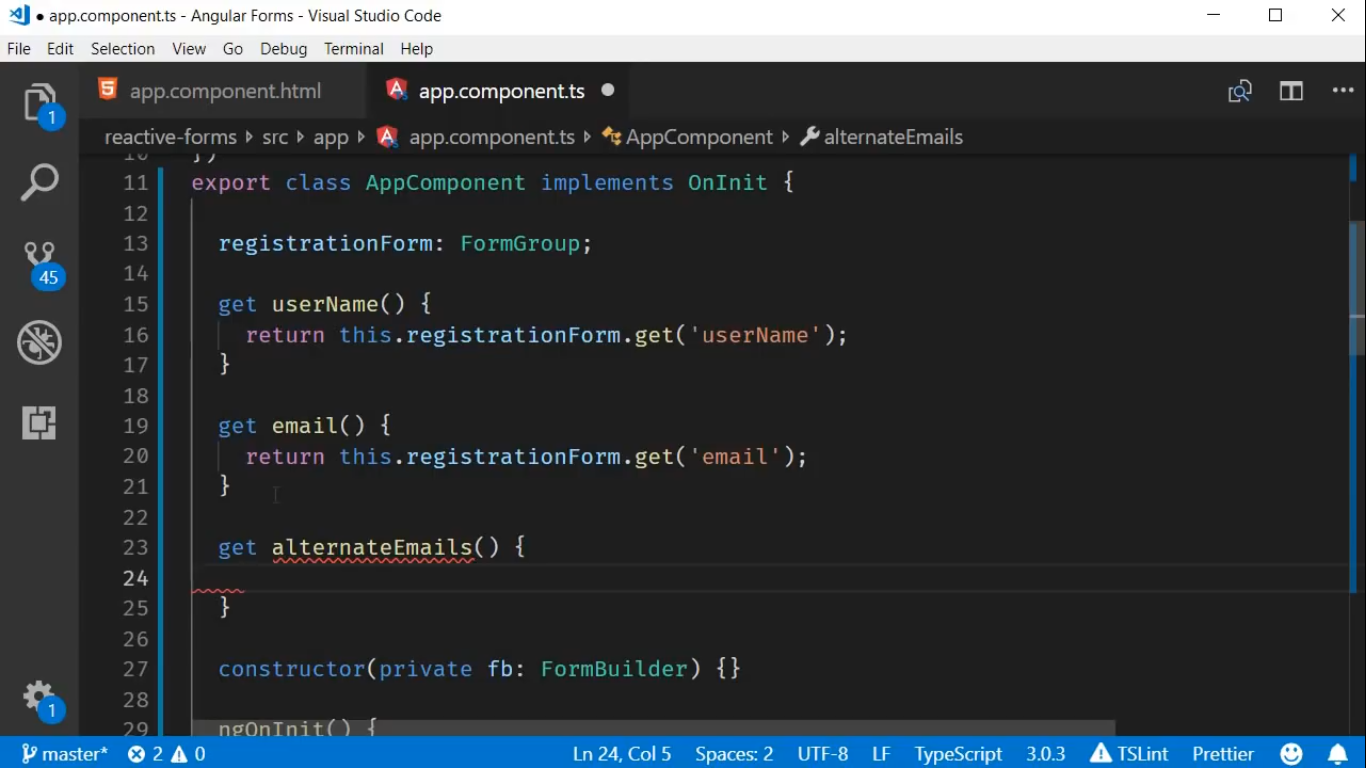 app.component.ts - Angular Forms - Visual Studio Code
File Edit Selection View Go Debug Terminal Help
app.component.html app.component.ts
reactive-forms src app app.component.ts AppComponent alternateEmails
10 })
11 export class AppComponent implements OnInit {
12
13 registrationForm: FormGroup;
14
15 get userName() {
16 return this.registrationForm.get('userName');
17 }
18
19 get email() {
20 return this.registrationForm.get('email');
21 }
22
23 get alternateEmails() {
24
25 }
26
27 constructor(private fb: FormBuilder) {}
28
29 ngOnInit() {
1
45
1
master* 2 0 Ln 24, Col 5 Spaces: 2 UTF-8 LF TypeScript 3.0.3 TSLint Prettier